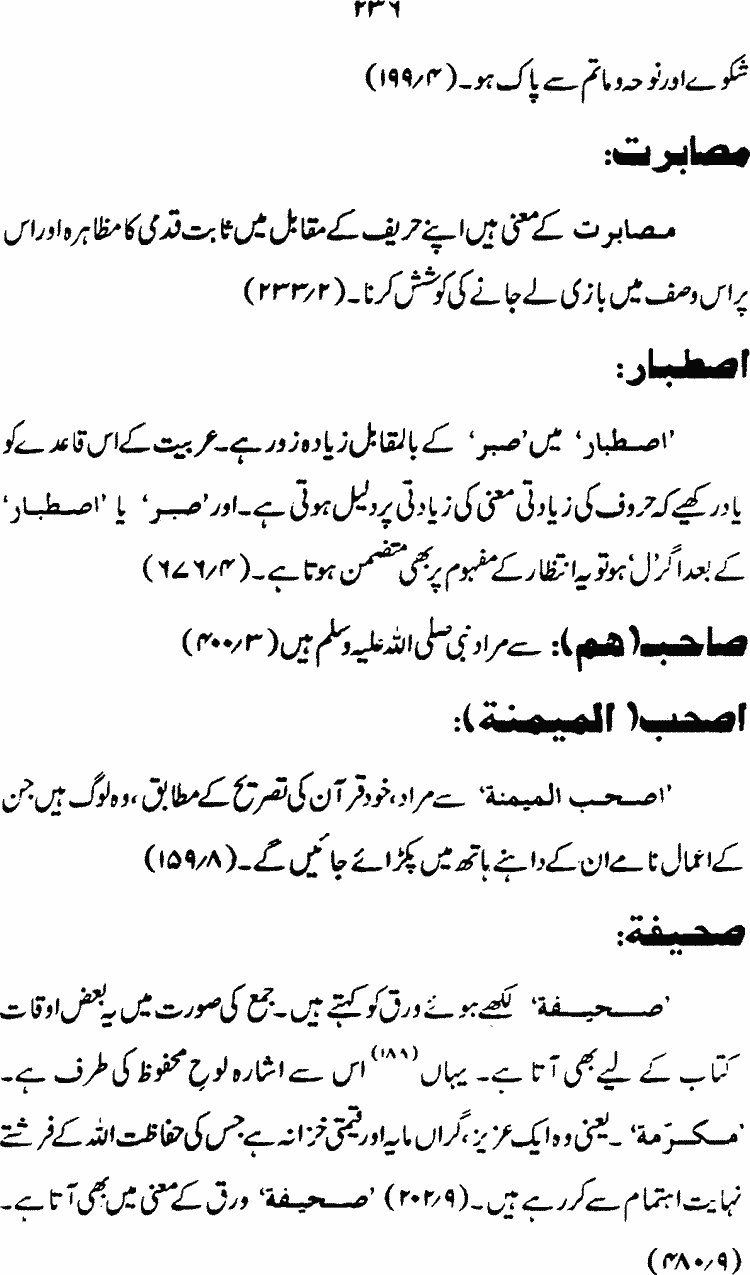 ۲۳۶
شکوے اور نوحہ و ماتم سے پاک ہو۔ (۱۹۹/۴)
مصابرت:
مصابرت کے معنی ہیں اپنے حریف کے مقابل میں ثابت قدمی کا مظاہرہ اور اس
پر اس وصف میں بازی لے جانے کی کوشش کرنا۔ (۲۳۳/۲)
اصطبار:
’اصطبار‘ میں ’صبر‘ کے بالمقابل زیادہ زور ہے۔ عربیت کے اس قاعدے کو
یاد رکھیے کہ حروف کی زیادتی معنی کی زیادتی پر دلیل ہوتی ہے۔ اور ’صبر‘ یا ’اصطبار‘
کے بعد اگر ’ل‘ ہو تو یہ انتظار کے مفہوم پر بھی متضمن ہوتا ہے۔ (۶۷۶/۴)
صاحب(ھم): سے مراد نبی صلی اللہ علیہ وسلم ہیں (۴۰۰/۳)
اصحب( المیمنة):
’اصحب المیمنة‘ سے مراد، خود قرآن کی تصریح کے مطابق، وہ لوگ ہیں جن
کے اعمال نامے ان کے داہنے ہاتھ میں پکڑائے جائیں گے۔ (۱۵۹/۸)
صحیفة:
’صحیفة‘ لکھے ہوئے ورق کو کہتے ہیں۔ جمع کی صورت میں یہ بعض اوقات
کتاب کے لیے بھی آتا ہے۔ یہاں (۱۸۹) اس سے اشارہ لوحِ محفوظ کی طرف ہے۔
’مکرّمة‘۔ یعنی وہ ایک عزیز، گراں مایہ اور قیمتی خزانہ ہے جس کی حفاظت اللہ کے فرشتے
نہایت اہتمام سے کر رہے ہیں۔ (۲۰۲/۹) ’صحیفة‘ ورق کے معنی میں بھی آتا ہے۔
(۴۸۰/۹)